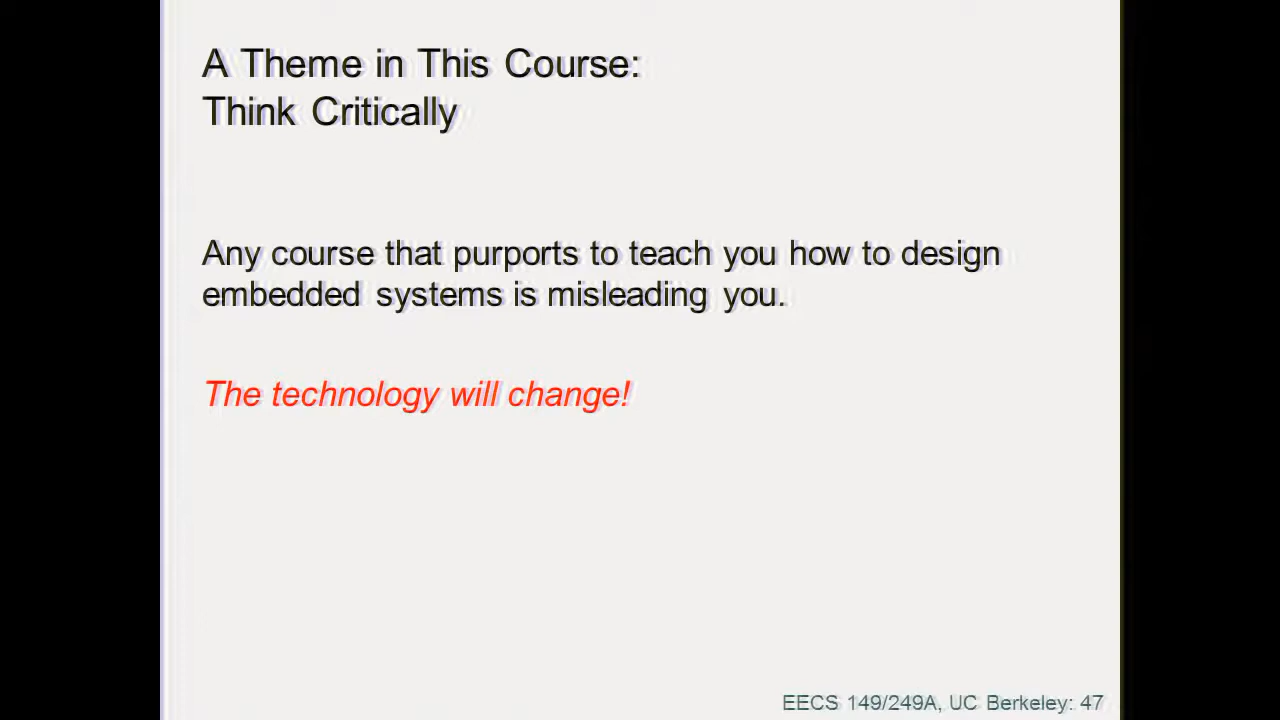 A Theme in This Course:
Think Critically
Any course that purports to teach you how to design
embedded systems is misleading you.
The technology will change!
EECS 149/249A, UC Berkeley: 47